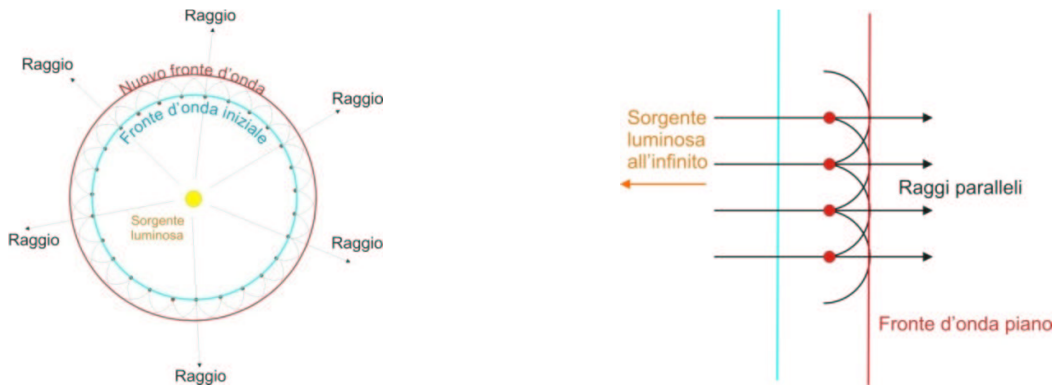 Raggio
Raggio
Raggio
Nuovo fronte d'onda
Fronte d'onda iniziale
Sorgente
luminosa
Raggio
Raggio
Raggio
Sorgente
luminosa
all'infinito
Raggi paralleli
Fronte d'onda piano